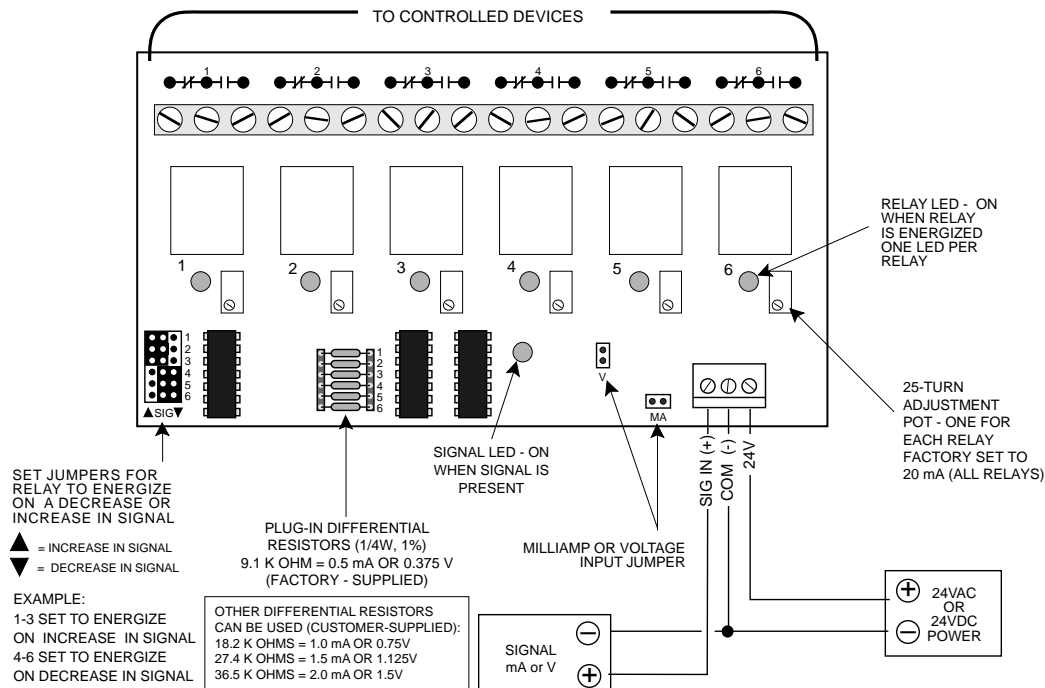 TO CONTROLLED DEVICES
1 2 3 4 5 6
1 2 3 4 5 6
RELAY LED - ON
WHEN RELAY
IS ENERGIZED
ONE LED PER
RELAY
1
2
3
4
5
6
▲SIG▼
1
2
3
4
5
6
V
MA
25-TURN
ADJUSTMENT
POT - ONE FOR
EACH RELAY
FACTORY SET TO
20 mA (ALL RELAYS)
SIG IN (+)
COM (-)
24V
SIGNAL LED - ON
WHEN SIGNAL IS
PRESENT
SET JUMPERS FOR
RELAY TO ENERGIZE
ON A DECREASE OR
INCREASE IN SIGNAL
▲ = INCREASE IN SIGNAL
▼ = DECREASE IN SIGNAL
EXAMPLE:
1-3 SET TO ENERGIZE
ON INCREASE IN SIGNAL
4-6 SET TO ENERGIZE
ON DECREASE IN SIGNAL
PLUG-IN DIFFERENTIAL
RESISTORS (1/4W, 1%)
9.1 K OHM = 0.5 mA OR 0.375 V
(FACTORY - SUPPLIED)
OTHER DIFFERENTIAL RESISTORS
CAN BE USED (CUSTOMER-SUPPLIED):
18.2 K OHMS = 1.0 mA OR 0.75V
27.4 K OHMS = 1.5 mA OR 1.125V
36.5 K OHMS = 2.0 mA OR 1.5V
MILLIAMP OR VOLTAGE
INPUT JUMPER
SIGNAL
mA or V
−
+
+
−
24VAC
OR
24VDC
POWER